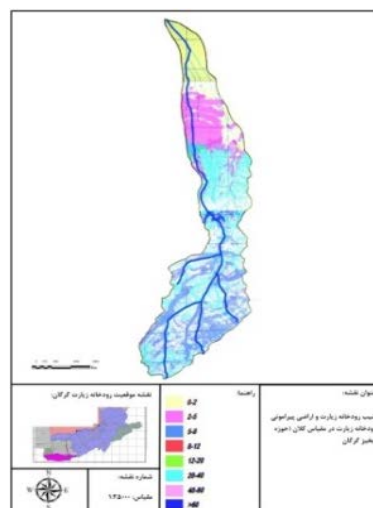 عنوان نقشه:
شیب رودخانه زیارت و اراضی پیرامونی
رودخانه زیارت در مقیاس کلان (حوزه
آبخیز گرگان
راهنما:
0-2
2-5
5-8
8-12
12-20
20-40
40-60
>60
نقشه موقعیت رودخانه زیارت گرگان:
شماره نقشه:
مقیاس:
N